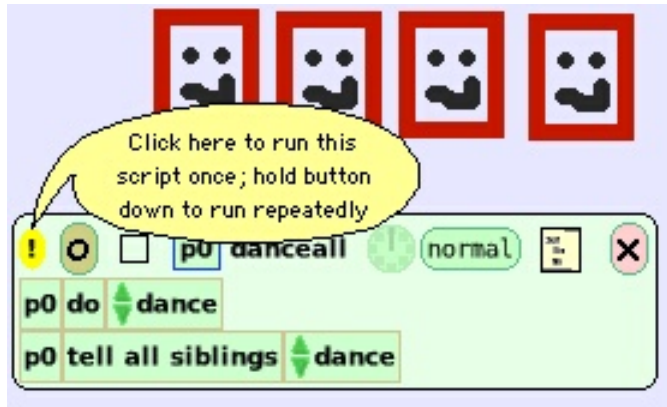 Click here to run this
script once; hold button
down to run repeatedly
! O p0 danceall normal X
p0 do dance
p0 tell all siblings dance